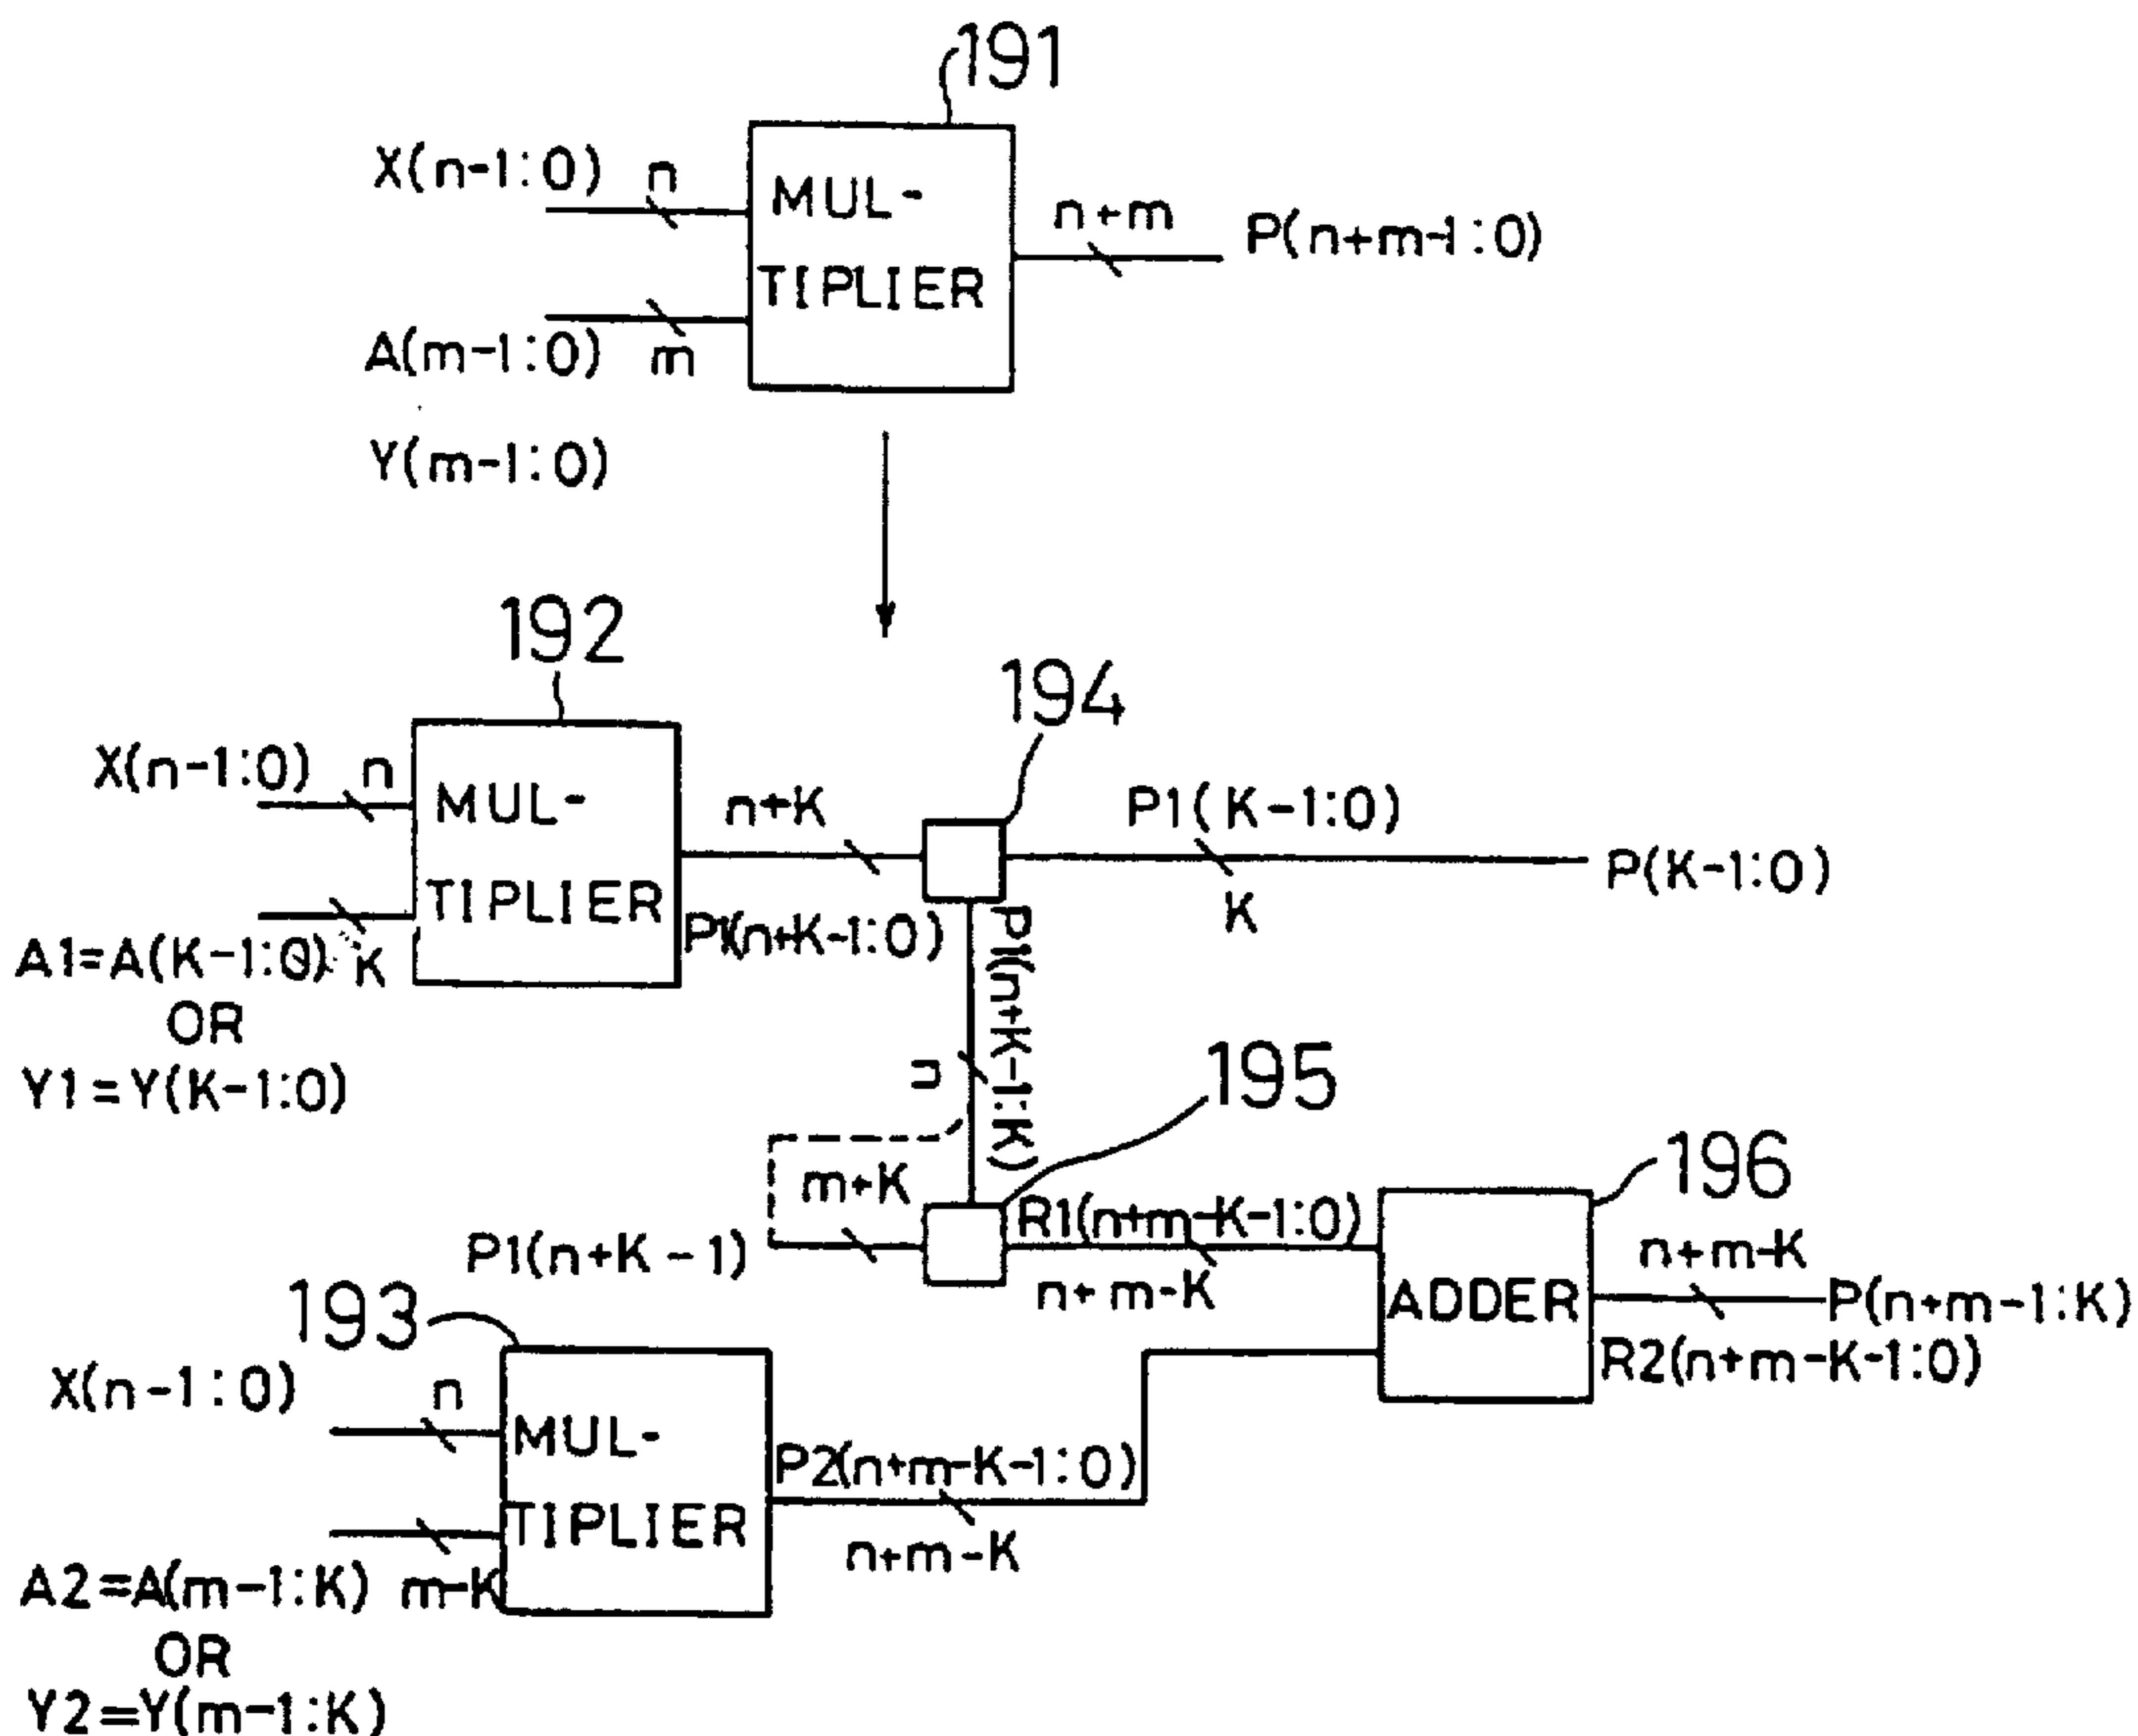 191
X(n-1:0) n
MUL-
TIPLIER
n+m
P(n+m-1:0)
A(m-1:0) m
Y(m-1:0)
192
194
X(n-1:0) n
MUL-
TIPLIER
n+K
P1(n+K-1:0)
P1(K-1:0)
K
P(K-1:0)
A1=A(K-1:0) K
OR
Y1=Y(K-1:0)
P1(n+K-1:K)
n
195
m+K
P1(n+K-1)
R1(n+m-K-1:0)
n+m-K
196
ADDER
n+m-K
P(n+m-1:K)
R2(n+m-K-1:0)
193
X(n-1:0) n
MUL-
TIPLIER
P2(n+m-K-1:0)
n+m-K
A2=A(m-1:K) m-K
OR
Y2=Y(m-1:K)